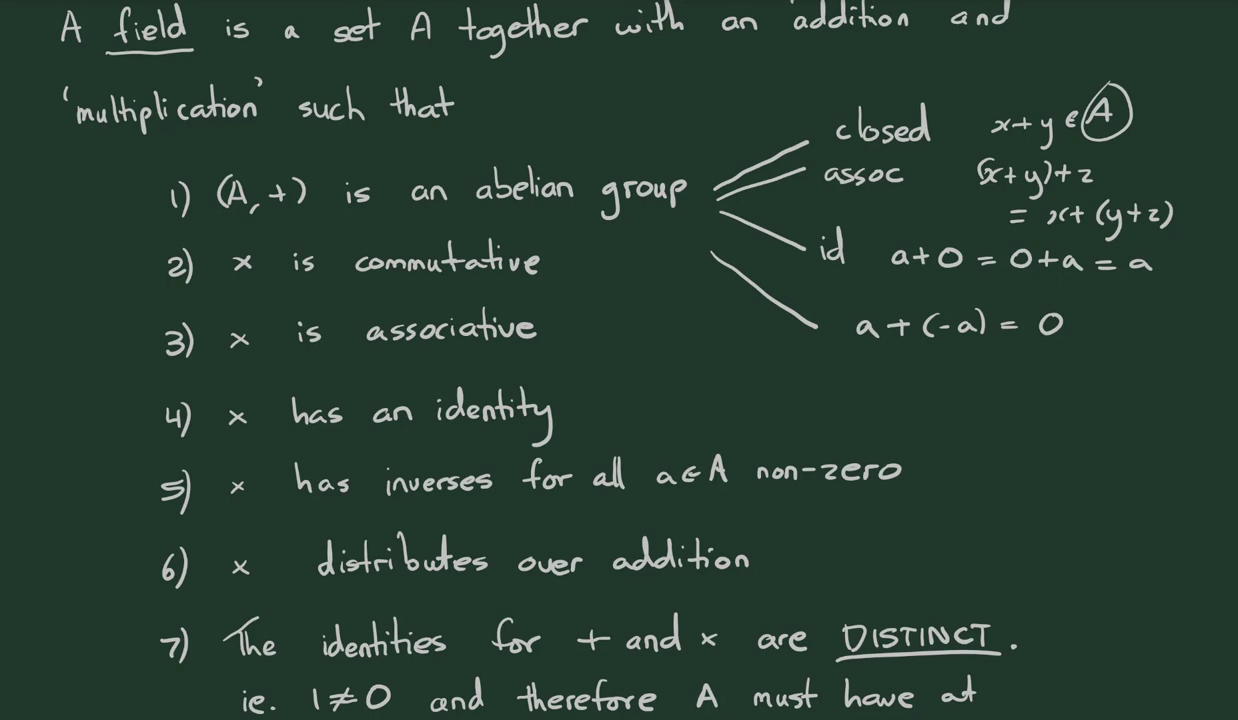 A field is a set A together with an 'addition and
'multiplication' such that
1) (A, +) is an abelian group
closed x+y ∈ A
assoc (x+y)+z
= x+(y+z)
id a+0 = 0+a = a
a+(-a) = 0
2) × is commutative
3) × is associative
4) × has an identity
5) × has inverses for all a∈A non-zero
6) × distributes over addition
7) The identities for + and × are DISTINCT.
ie. 1≠0 and therefore A must have at